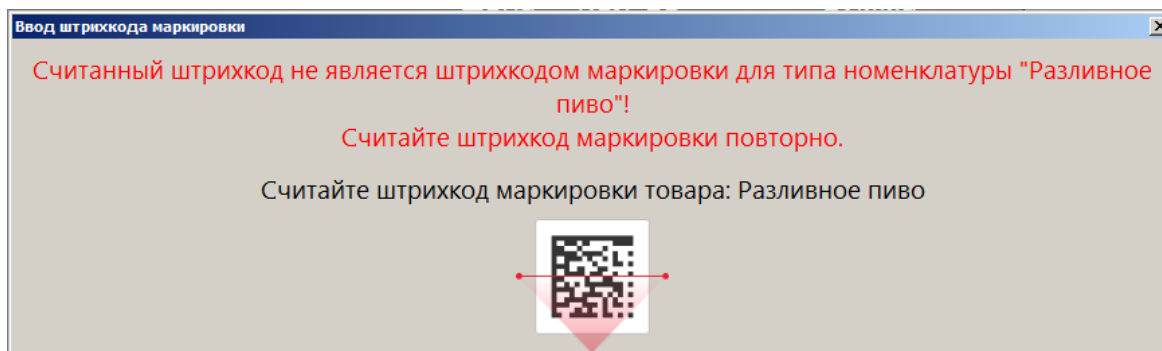 Ввод штрихкода маркировки
Считанный штрихкод не является штрихкодом маркировки для типа номенклатуры "Разливное
пиво"!
Считайте штрихкод маркировки повторно.
Считайте штрихкод маркировки товара: Разливное пиво